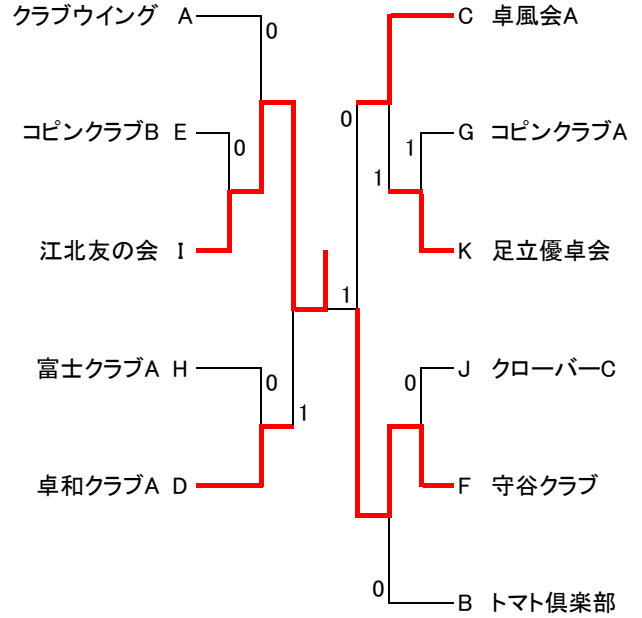 クラブウイング A
0
コピンクラブB E
0
江北友の会 I
富士クラブA H
0
1
卓和クラブA D
C 卓風会A
0
1
G コピンクラブA
1
K 足立優卓会
1
J クローバーC
0
F 守谷クラブ
0
B トマト倶楽部